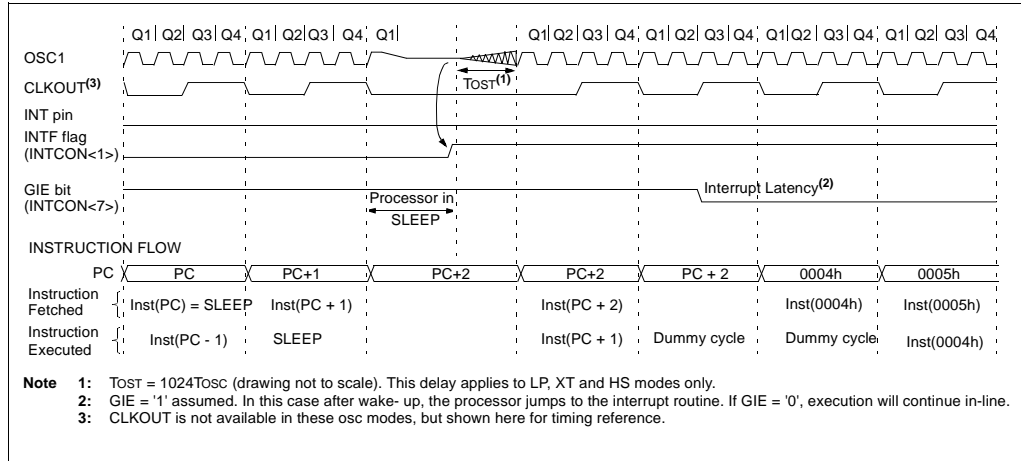 Q1| Q2| Q3| Q4| Q1| Q2| Q3| Q4| Q1| Q1| Q2| Q3| Q4| Q1| Q2| Q3| Q4| Q1| Q2| Q3| Q4| Q1| Q2| Q3| Q4
OSC1
TOST(1)
CLKOUT(3)
INT pin
INTF flag
(INTCON<1>)
GIE bit
(INTCON<7>)
Processor in
SLEEP
Interrupt Latency(2)
INSTRUCTION FLOW
PC PC PC+1 PC+2 PC+2 PC + 2 0004h 0005h
Instruction
Fetched
Inst(PC) = SLEEP Inst(PC + 1) Inst(PC + 2) Inst(0004h) Inst(0005h)
Instruction
Executed
Inst(PC - 1) SLEEP Inst(PC + 1) Dummy cycle Dummy cycle Inst(0004h)
Note 1: TOST = 1024TOSC (drawing not to scale). This delay applies to LP, XT and HS modes only.
2: GIE = '1' assumed. In this case after wake- up, the processor jumps to the interrupt routine. If GIE = '0', execution will continue in-line.
3: CLKOUT is not available in these osc modes, but shown here for timing reference.